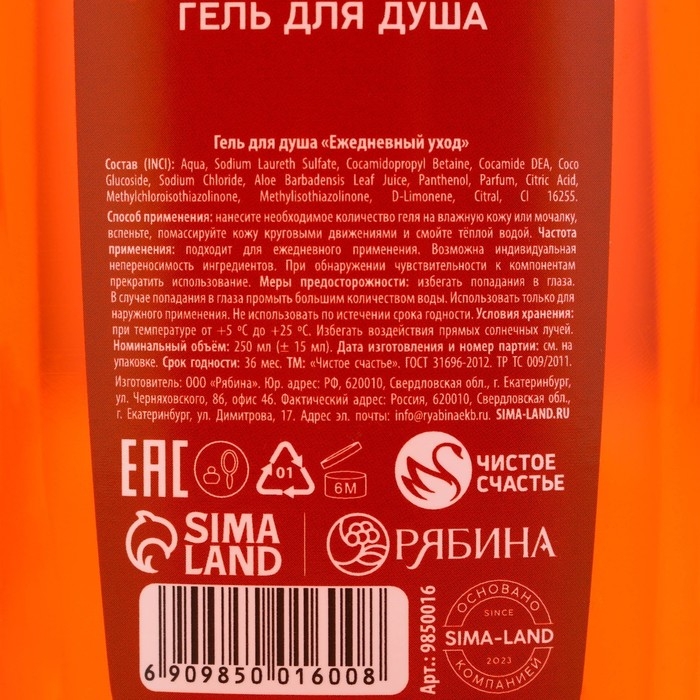 ГЕЛЬ ДЛЯ ДУША
Гель для душа «Ежедневный уход»
Состав (INCI): Aqua, Sodium Laureth Sulfate, Cocamidopropyl Betaine, Cocamide DEA, Coco
Glucoside, Sodium Chloride, Aloe Barbadensis Leaf Juice, Panthenol, Parfum, Citric Acid,
Methylchloroisothiazolinone, Methylisothiazolinone, D-Limonene, Citral, CI 16255.
Способ применения: нанесите необходимое количество геля на влажную кожу или мочалку,
вспеньте, помассируйте кожу круговыми движениями и смойте тёплой водой. Частота
применения: подходит для ежедневного применения. Возможна индивидуальная
непереносимость ингредиентов. При обнаружении чувствительности к компонентам
прекратить использование. Меры предосторожности: избегать попадания в глаза.
В случае попадания в глаза промыть большим количеством воды. Использовать только для
наружного применения. Не использовать по истечении срока годности. Условия хранения:
при температуре от +5 ºС до +25 ºС. Избегать воздействия прямых солнечных лучей.
Номинальный объём: 250 мл (± 15 мл). Дата изготовления и номер партии: см. на
упаковке. Срок годности: 36 мес. ТМ: «Чистое счастье». ГОСТ 31696-2012. ТР ТС 009/2011.
Изготовитель: ООО «Рябина». Юр. адрес: РФ, 620010, Свердловская обл., г. Екатеринбург,
ул. Черняховского, 86, офис 46. Фактический адрес: Россия, 620010, Свердловская обл.,
г. Екатеринбург, ул. Димитрова, 17. Адрес эл. почты: info@ryabinaekb.ru. SIMA-LAND.RU
ЕАС
01
6M
ЧИСТОЕ
СЧАСТЬЕ
SIMA
LAND
РЯБИНА
6 909850 016008
Арт.: 9850016
ОСНОВАНО
SINCE
SIMA-LAND
2023
КОМПАНИЕЙ